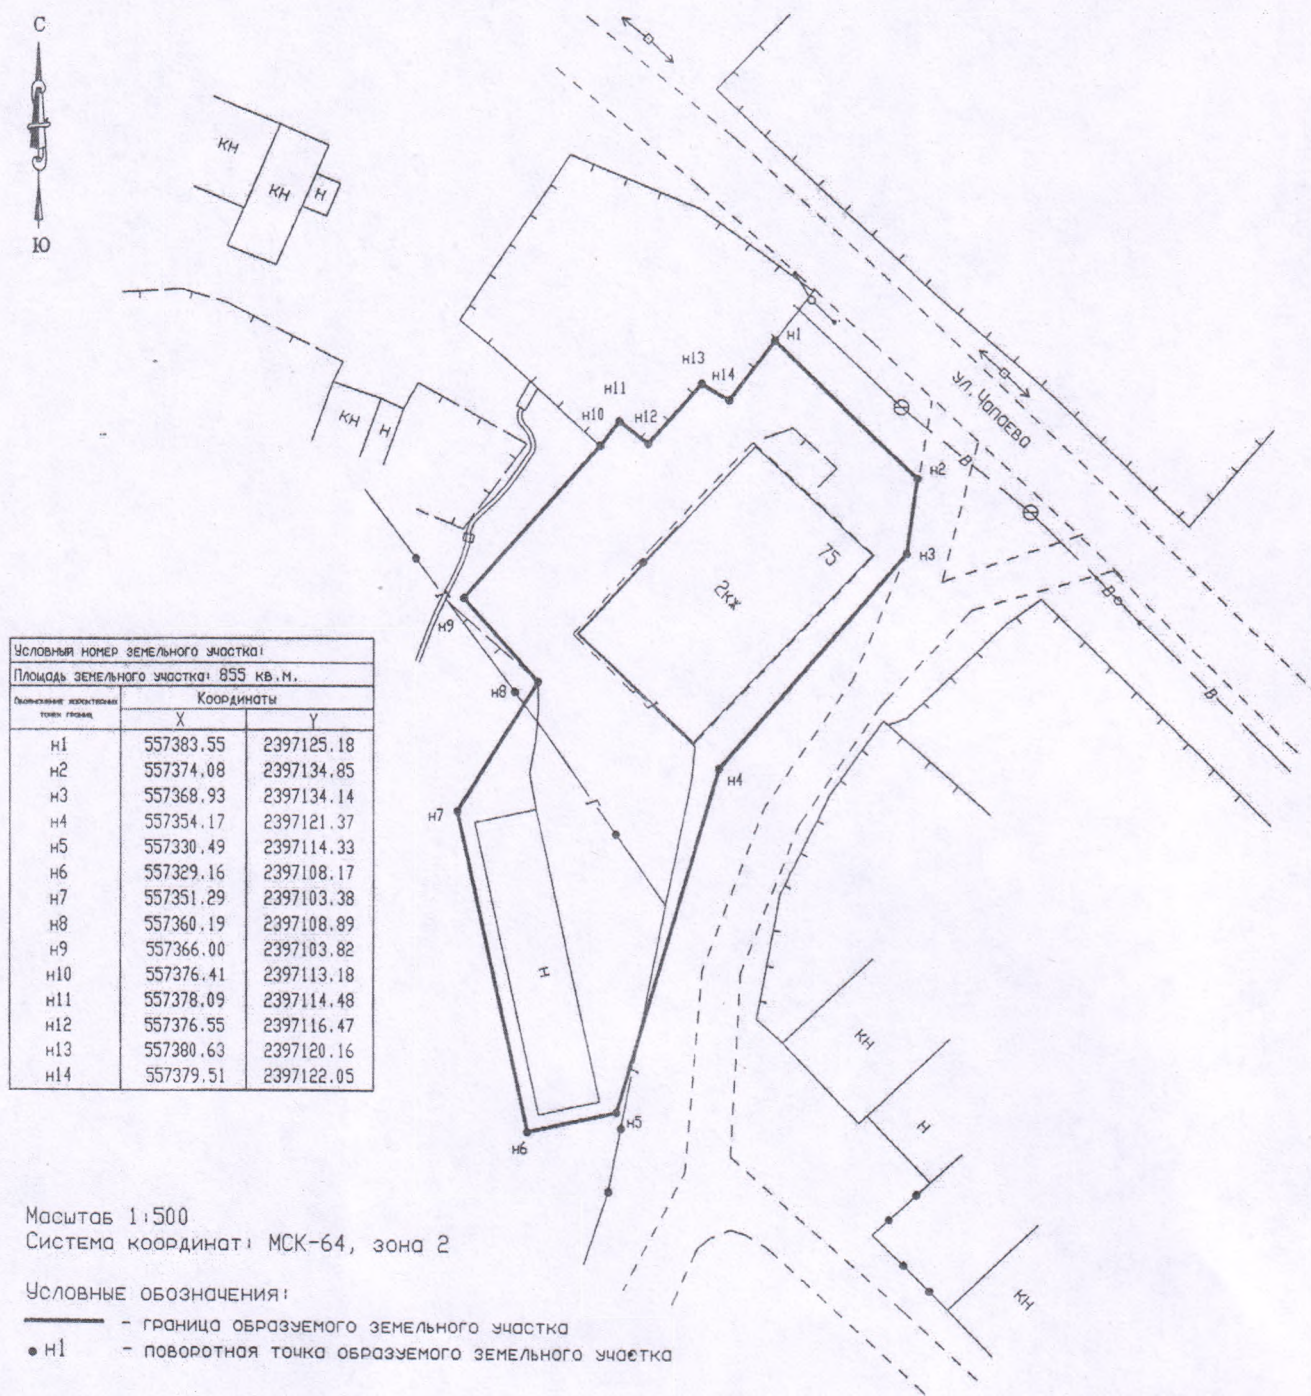 С
Ю
КН
КН
Н
КН
Н
н1
н2
н3
н4
н5
н6
н7
н8
н9
н10
н11
н12
н13
н14
ул. Чапаева
В
В
В
75
2кж
Г
Н
КН
Н
КН
Условный номер земельного участка:
Площадь земельного участка: 855 кв.м.
Обозначение характерных точек границ
Координаты
X Y
н1 557383.55 2397125.18
н2 557374.08 2397134.85
н3 557368.93 2397134.14
н4 557354.17 2397121.37
н5 557330.49 2397114.33
н6 557329.16 2397108.17
н7 557351.29 2397103.38
н8 557360.19 2397108.89
н9 557366.00 2397103.82
н10 557376.41 2397113.18
н11 557378.09 2397114.48
н12 557376.55 2397116.47
н13 557380.63 2397120.16
н14 557379.51 2397122.05
Масштаб 1:500
Система координат: МСК-64, зона 2
Условные обозначения:
- граница образуемого земельного участка
н1 - поворотная точка образуемого земельного участка